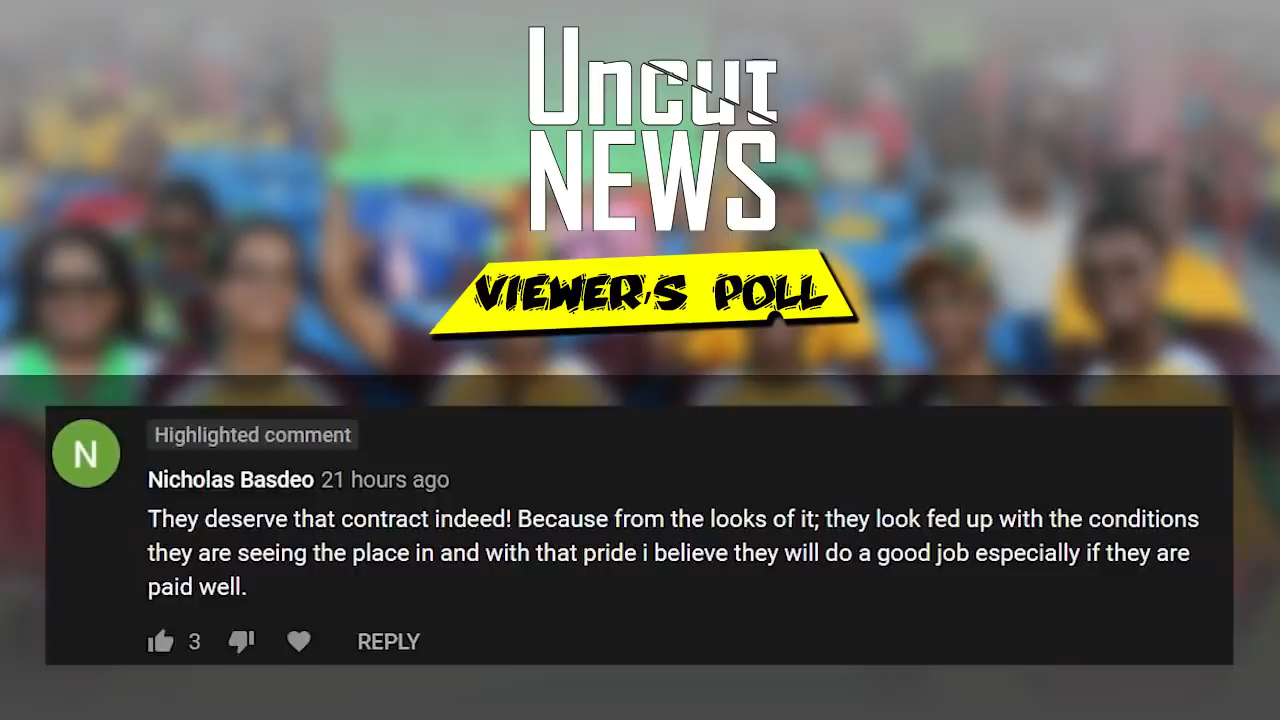 Uncut
NEWS
VIEWER'S POLL
N
Highlighted comment
Nicholas Basdeo 21 hours ago
They deserve that contract indeed! Because from the looks of it; they look fed up with the conditions
they are seeing the place in and with that pride i believe they will do a good job especially if they are
paid well.
3 REPLY